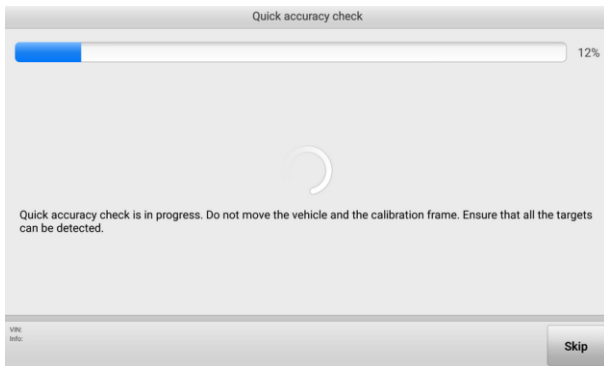 Quick accuracy check
12%
Quick accuracy check is in progress. Do not move the vehicle and the calibration frame. Ensure that all the targets
can be detected.
VIN:
Info:
Skip